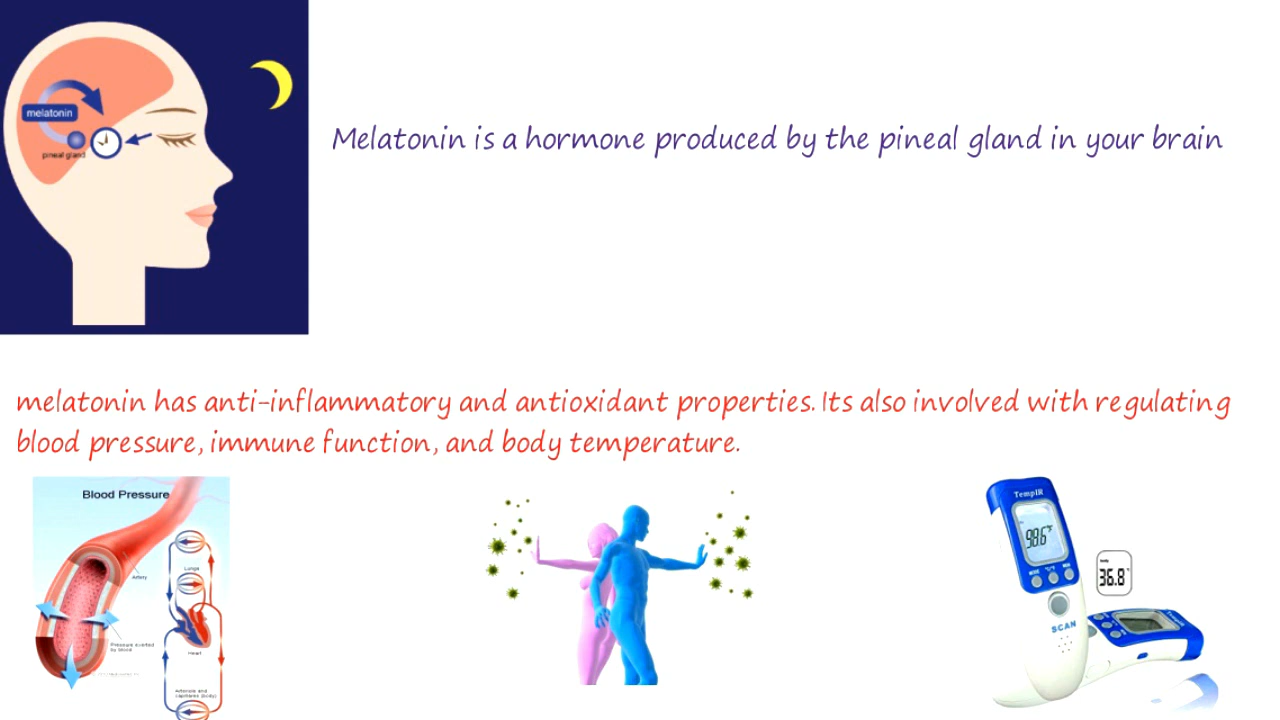 melatonin
pineal gland
Melatonin is a hormone produced by the pineal gland in your brain
melatonin has anti-inflammatory and antioxidant properties. Its also involved with regulating
blood pressure, immune function, and body temperature.
Blood Pressure
Artery
Lungs
Pressure exerted
by blood
Heart
Arteries and
capillaries (body)
TempIR
98.6°F
SCAN
36.8